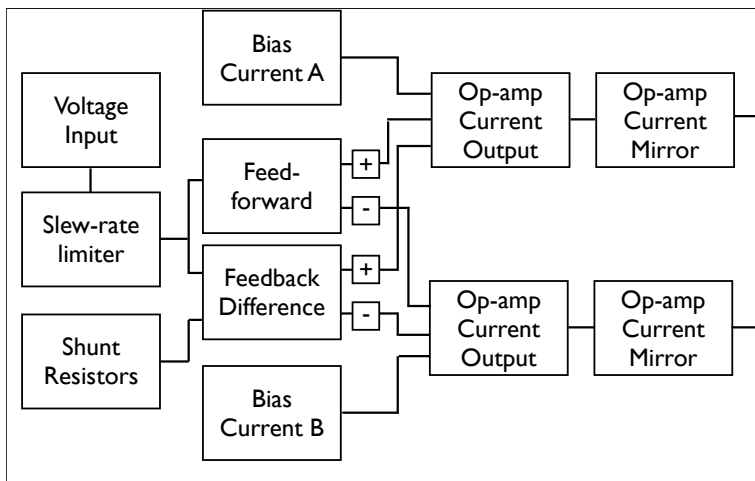 Bias
Current A
Voltage
Input
Op-amp
Current
Output
Op-amp
Current
Mirror
Feed-
forward
+
-
Slew-rate
limiter
Feedback
Difference
+
-
Op-amp
Current
Output
Op-amp
Current
Mirror
Shunt
Resistors
Bias
Current B